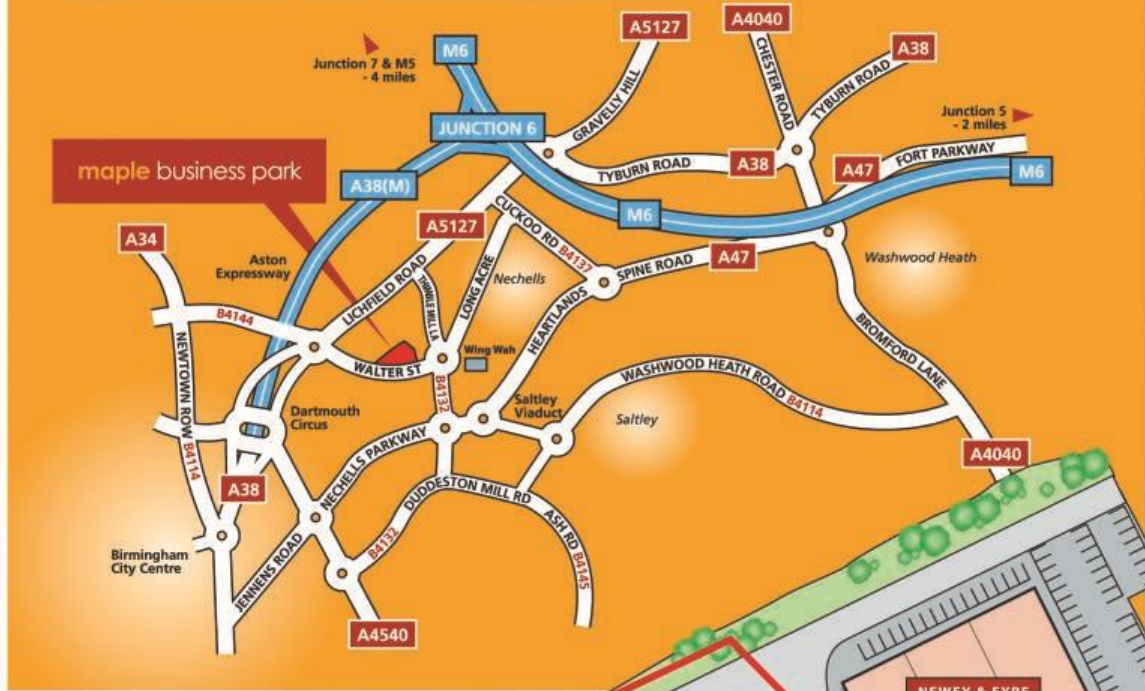 A5127
A4040
M6
A38
Junction 7 & M5
- 4 miles
GRAVELLY HILL
CHESTER ROAD
TYBURN ROAD
Junction 5
- 2 miles
JUNCTION 6
TYBURN ROAD
A38
FORT PARKWAY
A47
M6
maple business park
A38(M)
M6
CUCKOO RD B4137
A5127
A34
SPINE ROAD
A47
Washwood Heath
Aston
Expressway
LICHFIELD ROAD
THIMBLE MILL LA
LONG ACRE
Nechells
HEARTLANDS
B4144
BROMFORD LANE
NEWTOWN ROW B4114
WALTER ST
Wing Wah
WASHWOOD HEATH ROAD B4114
B4132
Dartmouth
Circus
Saltley
Viaduct
Saltley
NECHELLS PARKWAY
A4040
A38
DUDDESTON MILL RD
ASH RD B4145
B4132
Birmingham
City Centre
JENNENS ROAD
A4540
NEWEY & EYRE